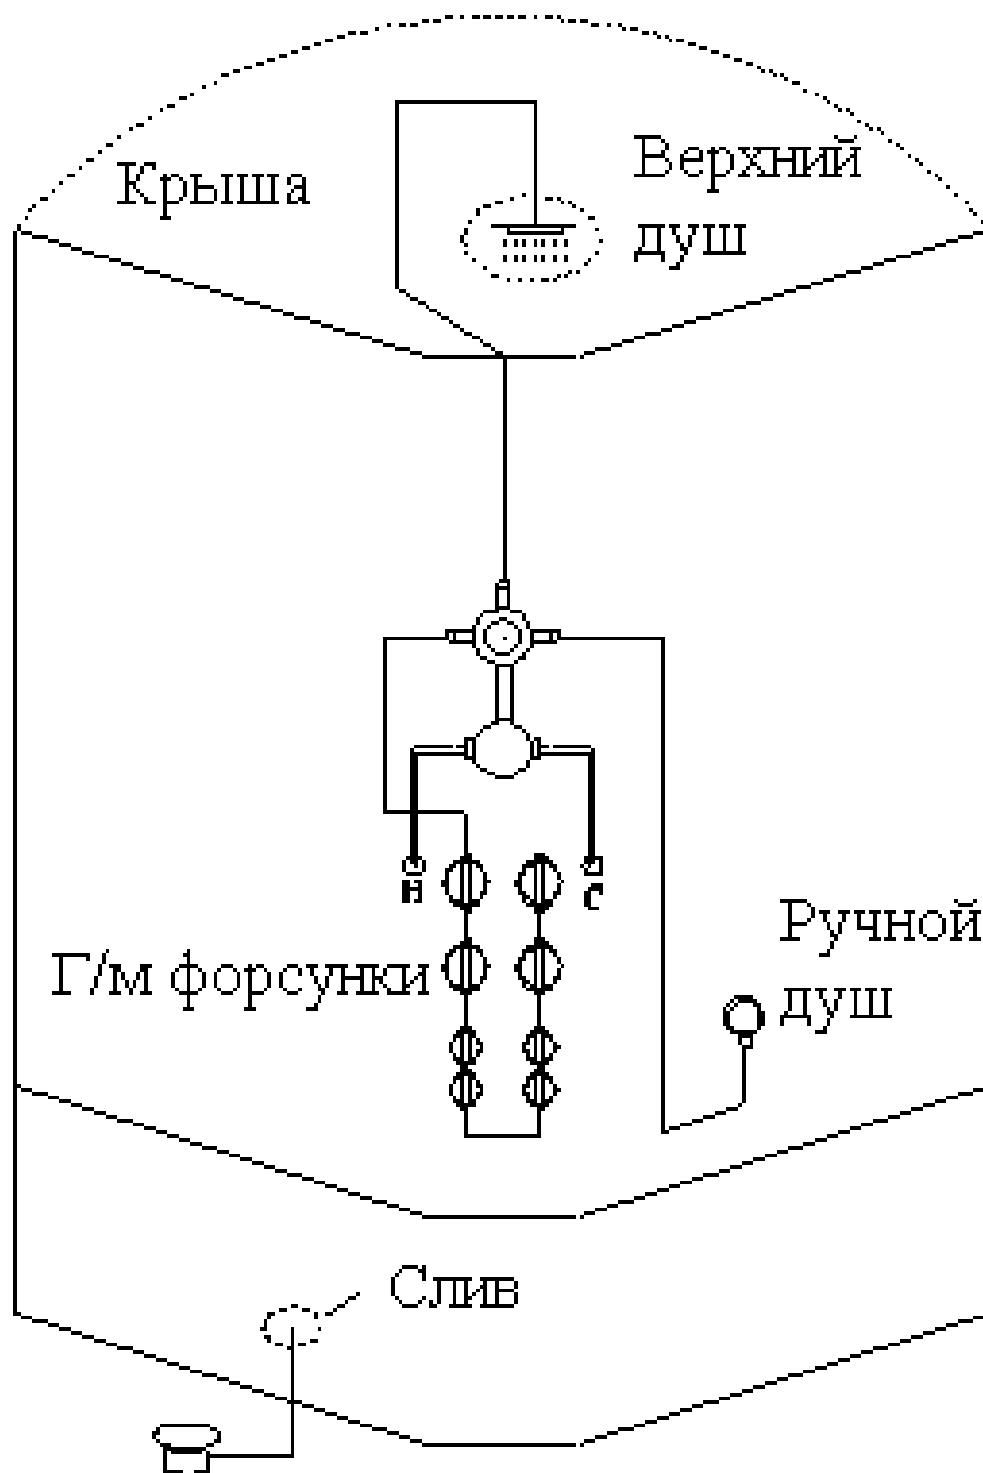 Крыша
Верхний
душ
H
C
Г/м форсунки
Ручной
душ
Слив